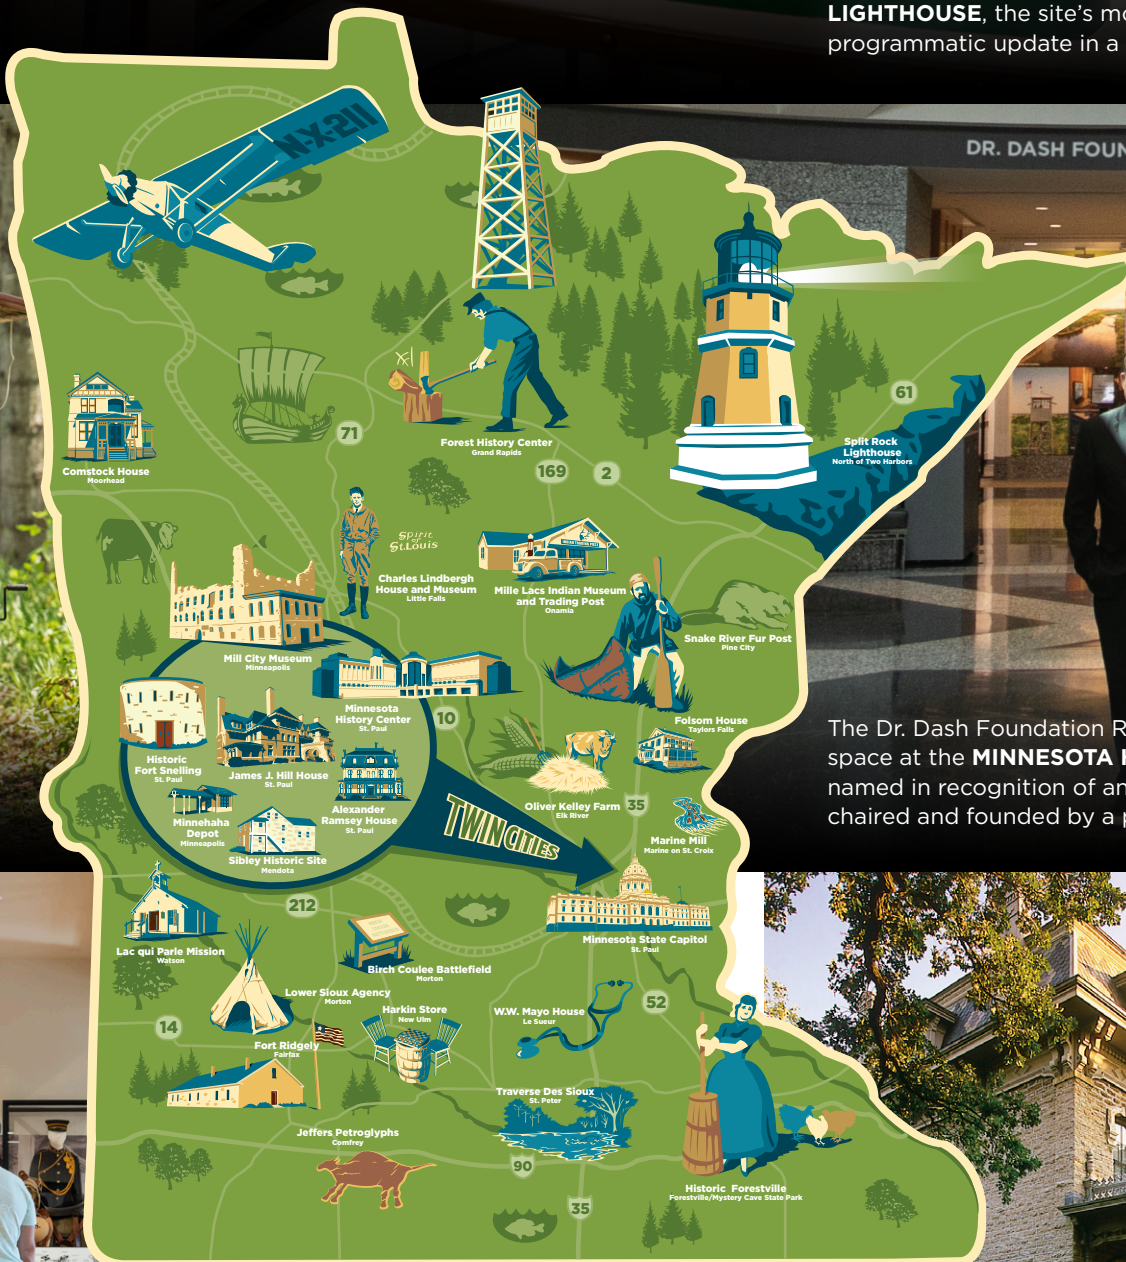 LIGHTHOUSE, the site’s mo
programmatic update in a
DR. DASH FOUN
N-X-211
61
Split Rock
Lighthouse
North of Two Harbors
71
Forest History Center
Grand Rapids
169
2
Comstock House
Moorhead
Spirit
of
St. Louis
INDIAN TRADING POST
Charles Lindbergh
House and Museum
Little Falls
Mille Lacs Indian Museum
and Trading Post
Onamia
Snake River Fur Post
Pine City
Mill City Museum
Minneapolis
Minnesota
History Center
St. Paul
10
Folsom House
Taylors Falls
Historic
Fort Snelling
St. Paul
James J. Hill House
St. Paul
Alexander
Ramsey House
St. Paul
Minnehaha
Depot
Minneapolis
Sibley Historic Site
Mendota
TWIN CITIES
Oliver Kelley Farm
Elk River
35
Marine Mill
Marine on St. Croix
The Dr. Dash Foundation R
space at the MINNESOTA H
named in recognition of an
chaired and founded by a p
212
Minnesota State Capitol
St. Paul
Lac qui Parle Mission
Watson
Birch Coulee Battlefield
Morton
Lower Sioux Agency
Morton
Harkin Store
New Ulm
W.W. Mayo House
Le Sueur
52
14
Fort Ridgely
Fairfax
Traverse Des Sioux
St. Peter
Jeffers Petroglyphs
Comfrey
90
35
Historic Forestville
Forestville/Mystery Cave State Park